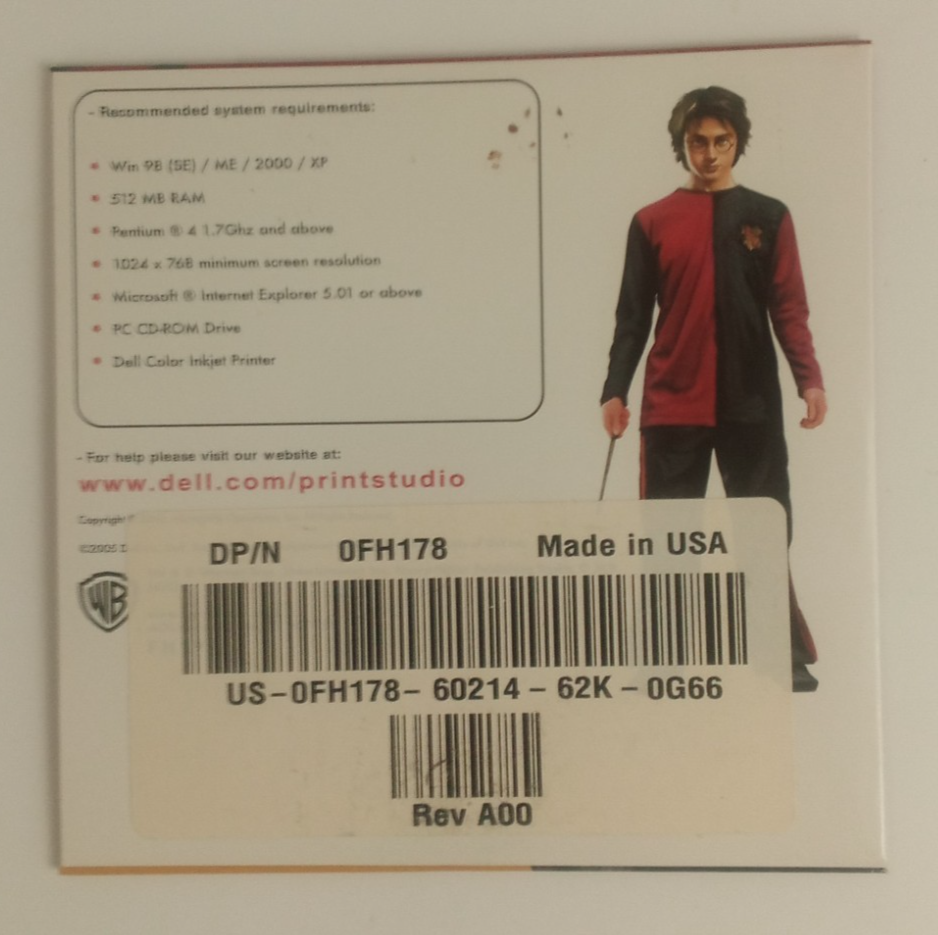 - Recommended system requirements:
• Win 98 (SE) / ME / 2000 / XP
• 512 MB RAM
• Pentium ® 4 1.7Ghz and above
• 1024 x 768 minimum screen resolution
• Microsoft ® Internet Explorer 5.01 or above
• PC CD-ROM Drive
• Dell Color Inkjet Printer
- For help please visit our website at:
www.dell.com/printstudio
Copyright
©2005
WB
DP/N 0FH178 Made in USA
US-0FH178- 60214 - 62K - 0G66
Rev A00